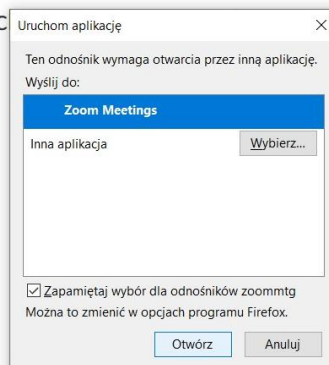 Uruchom aplikację
Ten odnośnik wymaga otwarcia przez inną aplikację.
Wyślij do:
Zoom Meetings
Inna aplikacja
Wybierz...
Zapamiętaj wybór dla odnośników zoommtg
Można to zmienić w opcjach programu Firefox.
Otwórz
Anuluj